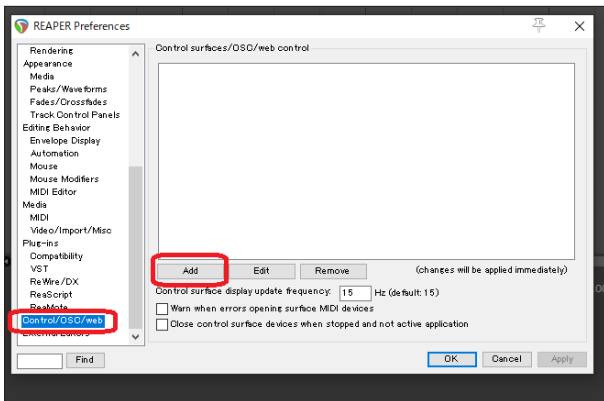 REAPER Preferences
Rendering
Appearance
Media
Peaks/Waveforms
Fades/Crossfades
Track Control Panels
Editing Behavior
Envelope Display
Automation
Mouse
Mouse Modifiers
MIDI Editor
Media
MIDI
Video/Import/Misc
Plug-ins
Compatibility
VST
ReWire/DX
ReaScript
ReaMote
Control/OSC/web
External Editors
Find
Control surfaces/OSC/web control
Add Edit Remove (changes will be applied immediately)
Control surface display update frequency: 15 Hz (default: 15)
Warn when errors opening surface MIDI devices
Close control surface devices when stopped and not active application
OK Cancel Apply